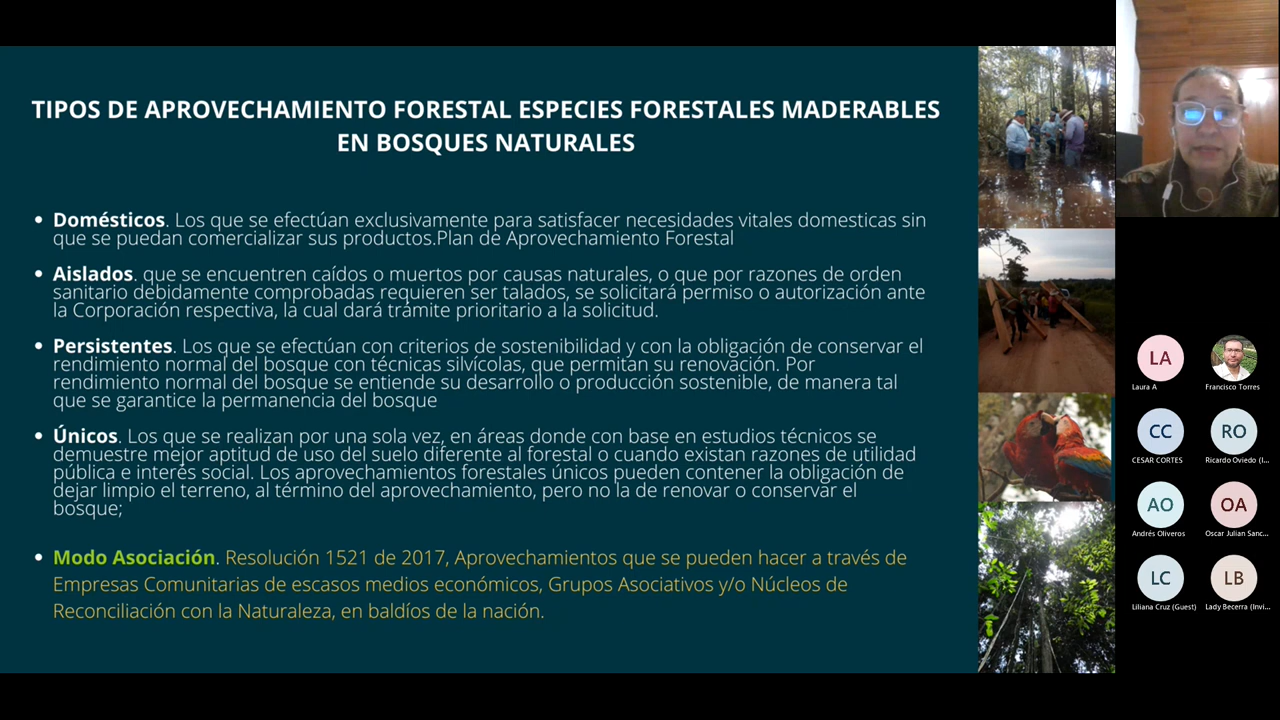 TIPOS DE APROVECHAMIENTO FORESTAL ESPECIES FORESTALES MADERABLES
EN BOSQUES NATURALES
Domésticos. Los que se efectúan exclusivamente para satisfacer necesidades vitales domesticas sin
que se puedan comercializar sus productos.Plan de Aprovechamiento Forestal
Aislados. que se encuentren caídos o muertos por causas naturales, o que por razones de orden
sanitario debidamente comprobadas requieren ser talados, se solicitará permiso o autorización ante
la Corporación respectiva, la cual dará trámite prioritario a la solicitud.
Persistentes. Los que se efectúan con criterios de sostenibilidad y con la obligación de conservar el
rendimiento normal del bosque con técnicas silvícolas, que permitan su renovación. Por
rendimiento normal del bosque se entiende su desarrollo o producción sostenible, de manera tal
que se garantice la permanencia del bosque
Únicos. Los que se realizan por una sola vez, en áreas donde con base en estudios técnicos se
demuestre mejor aptitud de uso del suelo diferente al forestal o cuando existan razones de utilidad
pública e interés social. Los aprovechamientos forestales únicos pueden contener la obligación de
dejar limpio el terreno, al término del aprovechamiento, pero no la de renovar o conservar el
bosque;
Modo Asociación. Resolución 1521 de 2017, Aprovechamientos que se pueden hacer a través de
Empresas Comunitarias de escasos medios económicos, Grupos Asociativos y/o Núcleos de
Reconciliación con la Naturaleza, en baldíos de la nación.
LA
Laura A
Francisco Torres
CC
CESAR CORTES
RO
Ricardo Oviedo (I...
AO
Andrés Oliveros
OA
Oscar Julian Sanc...
LC
Liliana Cruz (Guest)
LB
Lady Becerra (Invi...